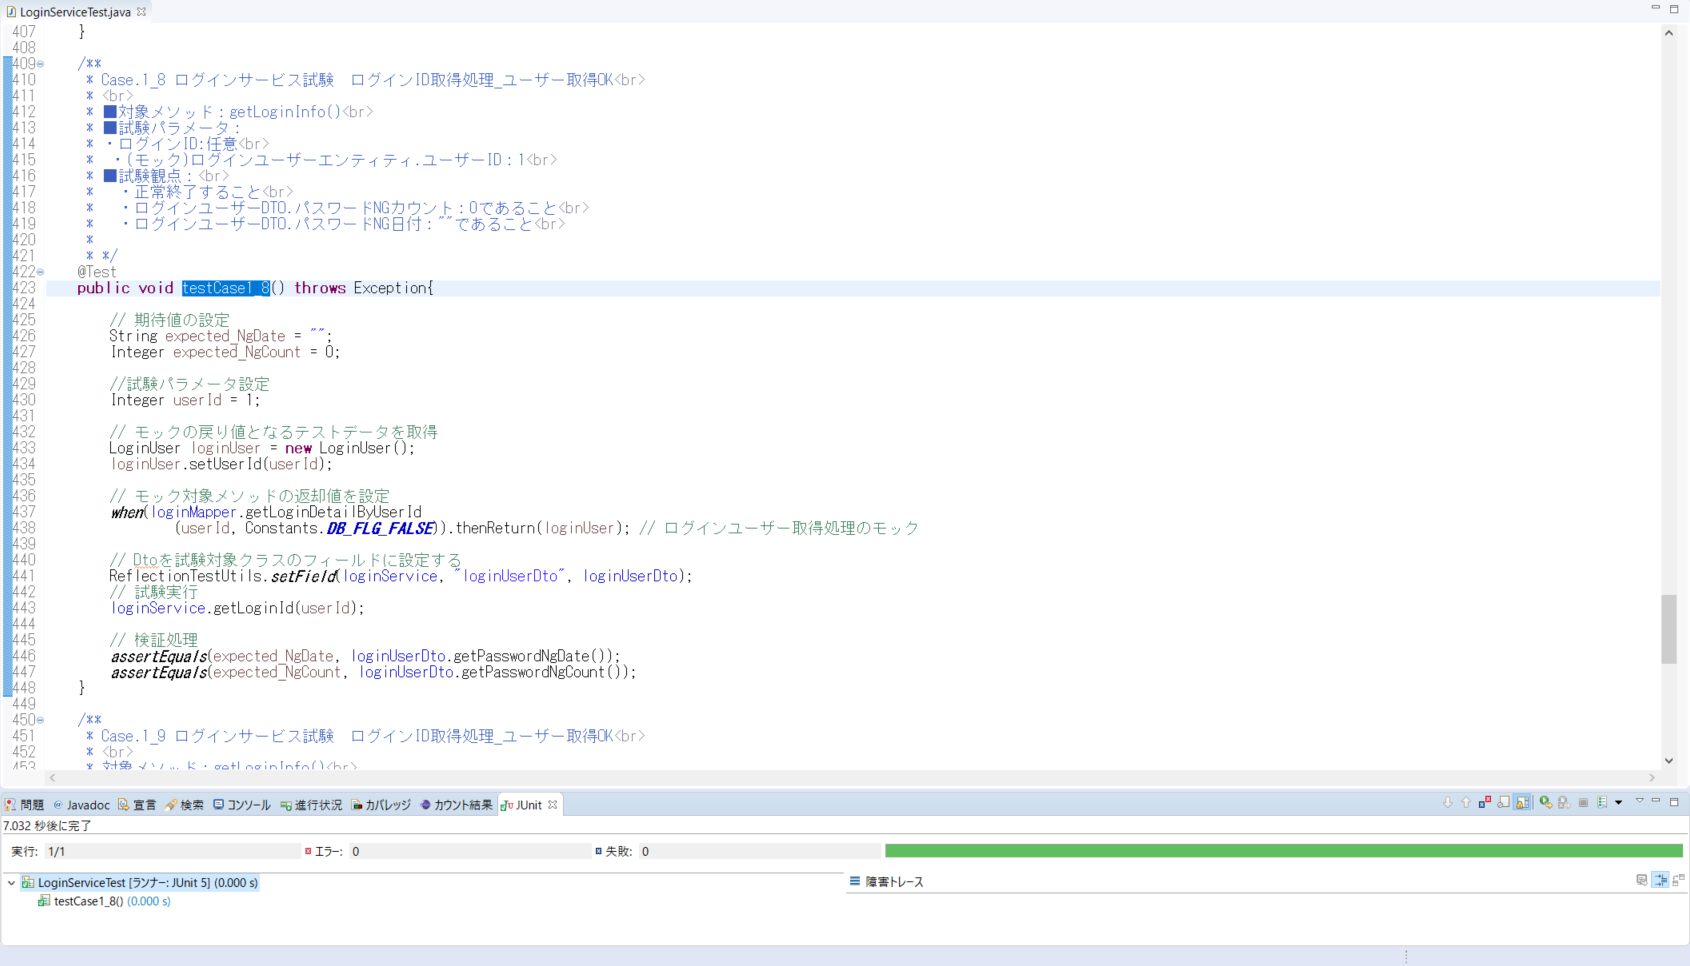 LoginServiceTest.java
407 }
408
409 /**
410 * Case.1_8 ログインサービス試験　ログインID取得処理_ユーザー取得OK<br>
411 * <br>
412 * ■対象メソッド：getLoginInfo()<br>
413 * ■試験パラメータ：
414 * ・ログインID:任意<br>
415 * ・(モック)ログインユーザーエンティティ.ユーザーID：1<br>
416 * ■試験観点：<br>
417 * ・正常終了すること<br>
418 * ・ログインユーザーDTO.パスワードNGカウント：0であること<br>
419 * ・ログインユーザーDTO.パスワードNG日付：""であること<br>
420 *
421 * */
422 @Test
423 public void testCase1_8() throws Exception{
424
425 // 期待値の設定
426 String expected_NgDate = "";
427 Integer expected_NgCount = 0;
428
429 //試験パラメータ設定
430 Integer userId = 1;
431
432 // モックの戻り値となるテストデータを取得
433 LoginUser loginUser = new LoginUser();
434 loginUser.setUserId(userId);
435
436 // モック対象メソッドの返却値を設定
437 when(loginMapper.getLoginDetailByUserId
438 (userId, Constants.DB_FLG_FALSE)).thenReturn(loginUser); // ログインユーザー取得処理のモック
439
440 // Dtoを試験対象クラスのフィールドに設定する
441 ReflectionTestUtils.setField(loginService, "loginUserDto", loginUserDto);
442 // 試験実行
443 loginService.getLoginId(userId);
444
445 // 検証処理
446 assertEquals(expected_NgDate, loginUserDto.getPasswordNgDate());
447 assertEquals(expected_NgCount, loginUserDto.getPasswordNgCount());
448 }
449
450 /**
451 * Case.1_9 ログインサービス試験　ログインID取得処理_ユーザー取得OK<br>
452 * <br>
453 * 対象メソッド：getLoginInfo()<br>
問題 @ Javadoc 宣言 検索 コンソール 進行状況 カバレッジ カウント結果 JUnit
7.032 秒後に完了
実行: 1/1 エラー: 0 失敗: 0
LoginServiceTest [ランナー: JUnit 5] (0.000 s) 障害トレース
testCase1_8() (0.000 s)